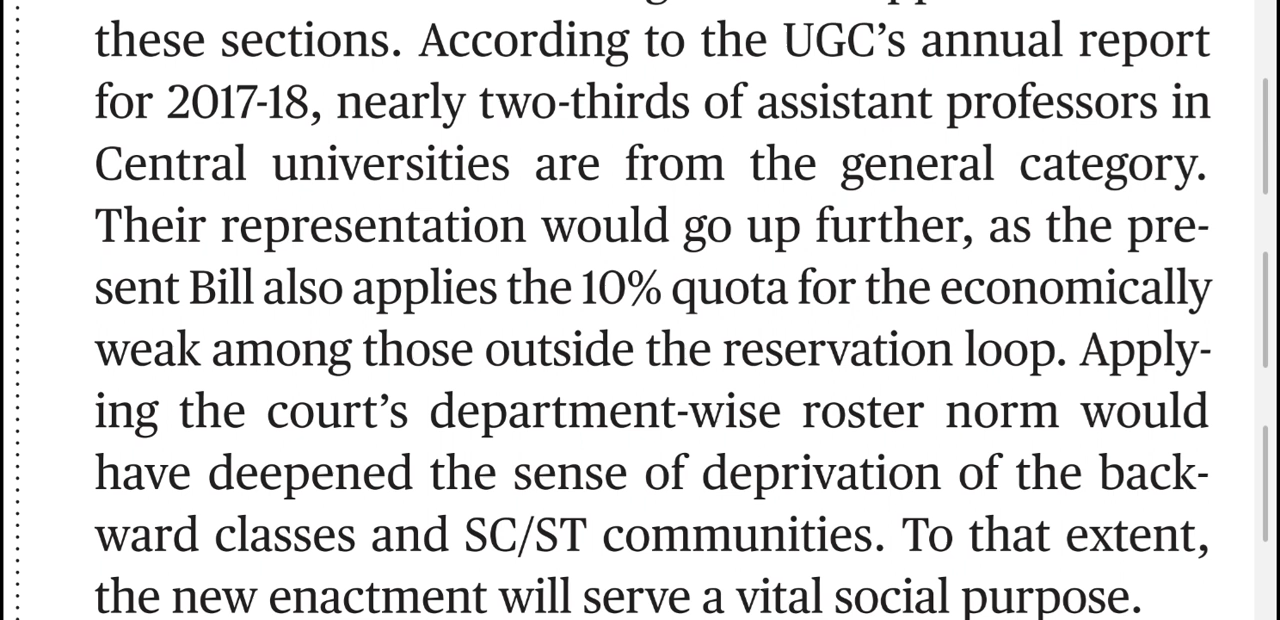 these sections. According to the UGC’s annual report
for 2017-18, nearly two-thirds of assistant professors in
Central universities are from the general category.
Their representation would go up further, as the pre-
sent Bill also applies the 10% quota for the economically
weak among those outside the reservation loop. Apply-
ing the court’s department-wise roster norm would
have deepened the sense of deprivation of the back-
ward classes and SC/ST communities. To that extent,
the new enactment will serve a vital social purpose.